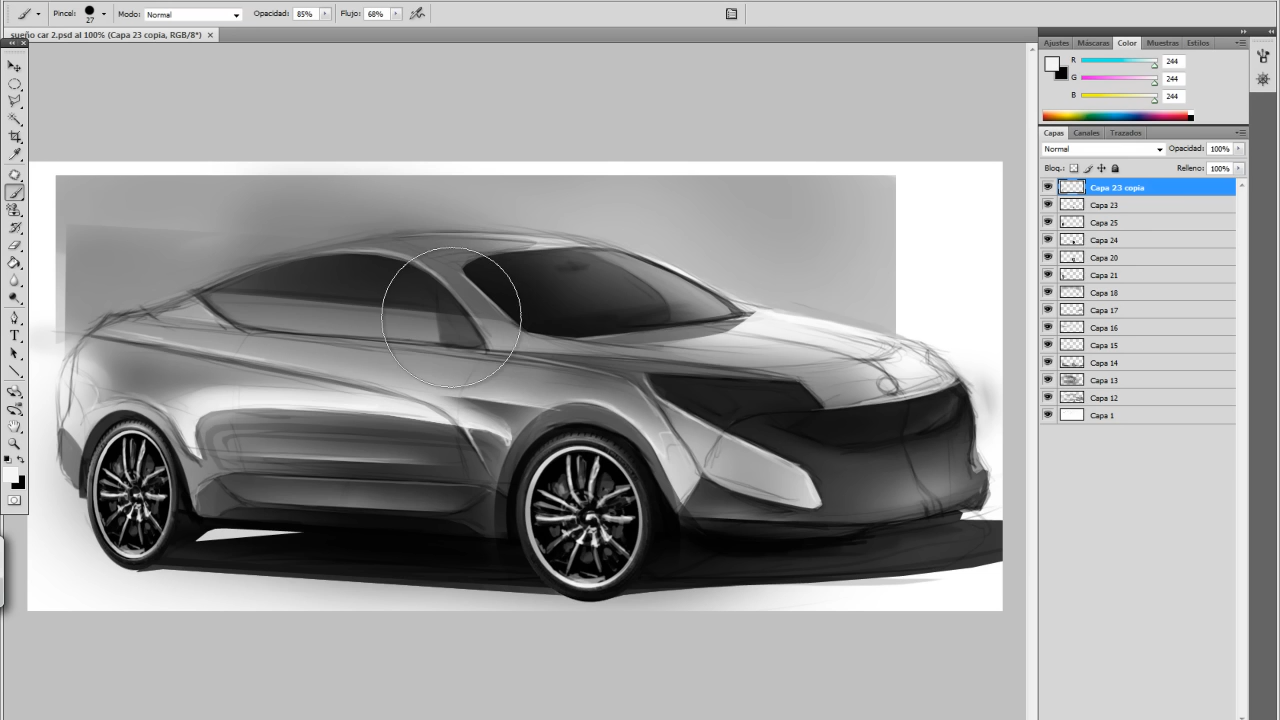 Pincel: 27 Modo: Normal Opacidad: 85% Flujo: 68%
sueño car 2.psd al 100% (Capa 23 copia, RGB/8*) ×
Ajustes Máscaras Color Muestras Estilos
R 244
G 244
B 244
Capas Canales Trazados
Normal Opacidad: 100%
Bloq.: Relleno: 100%
Capa 23 copia
Capa 23
Capa 25
Capa 24
Capa 20
Capa 21
Capa 18
Capa 17
Capa 16
Capa 15
Capa 14
Capa 13
Capa 12
Capa 1